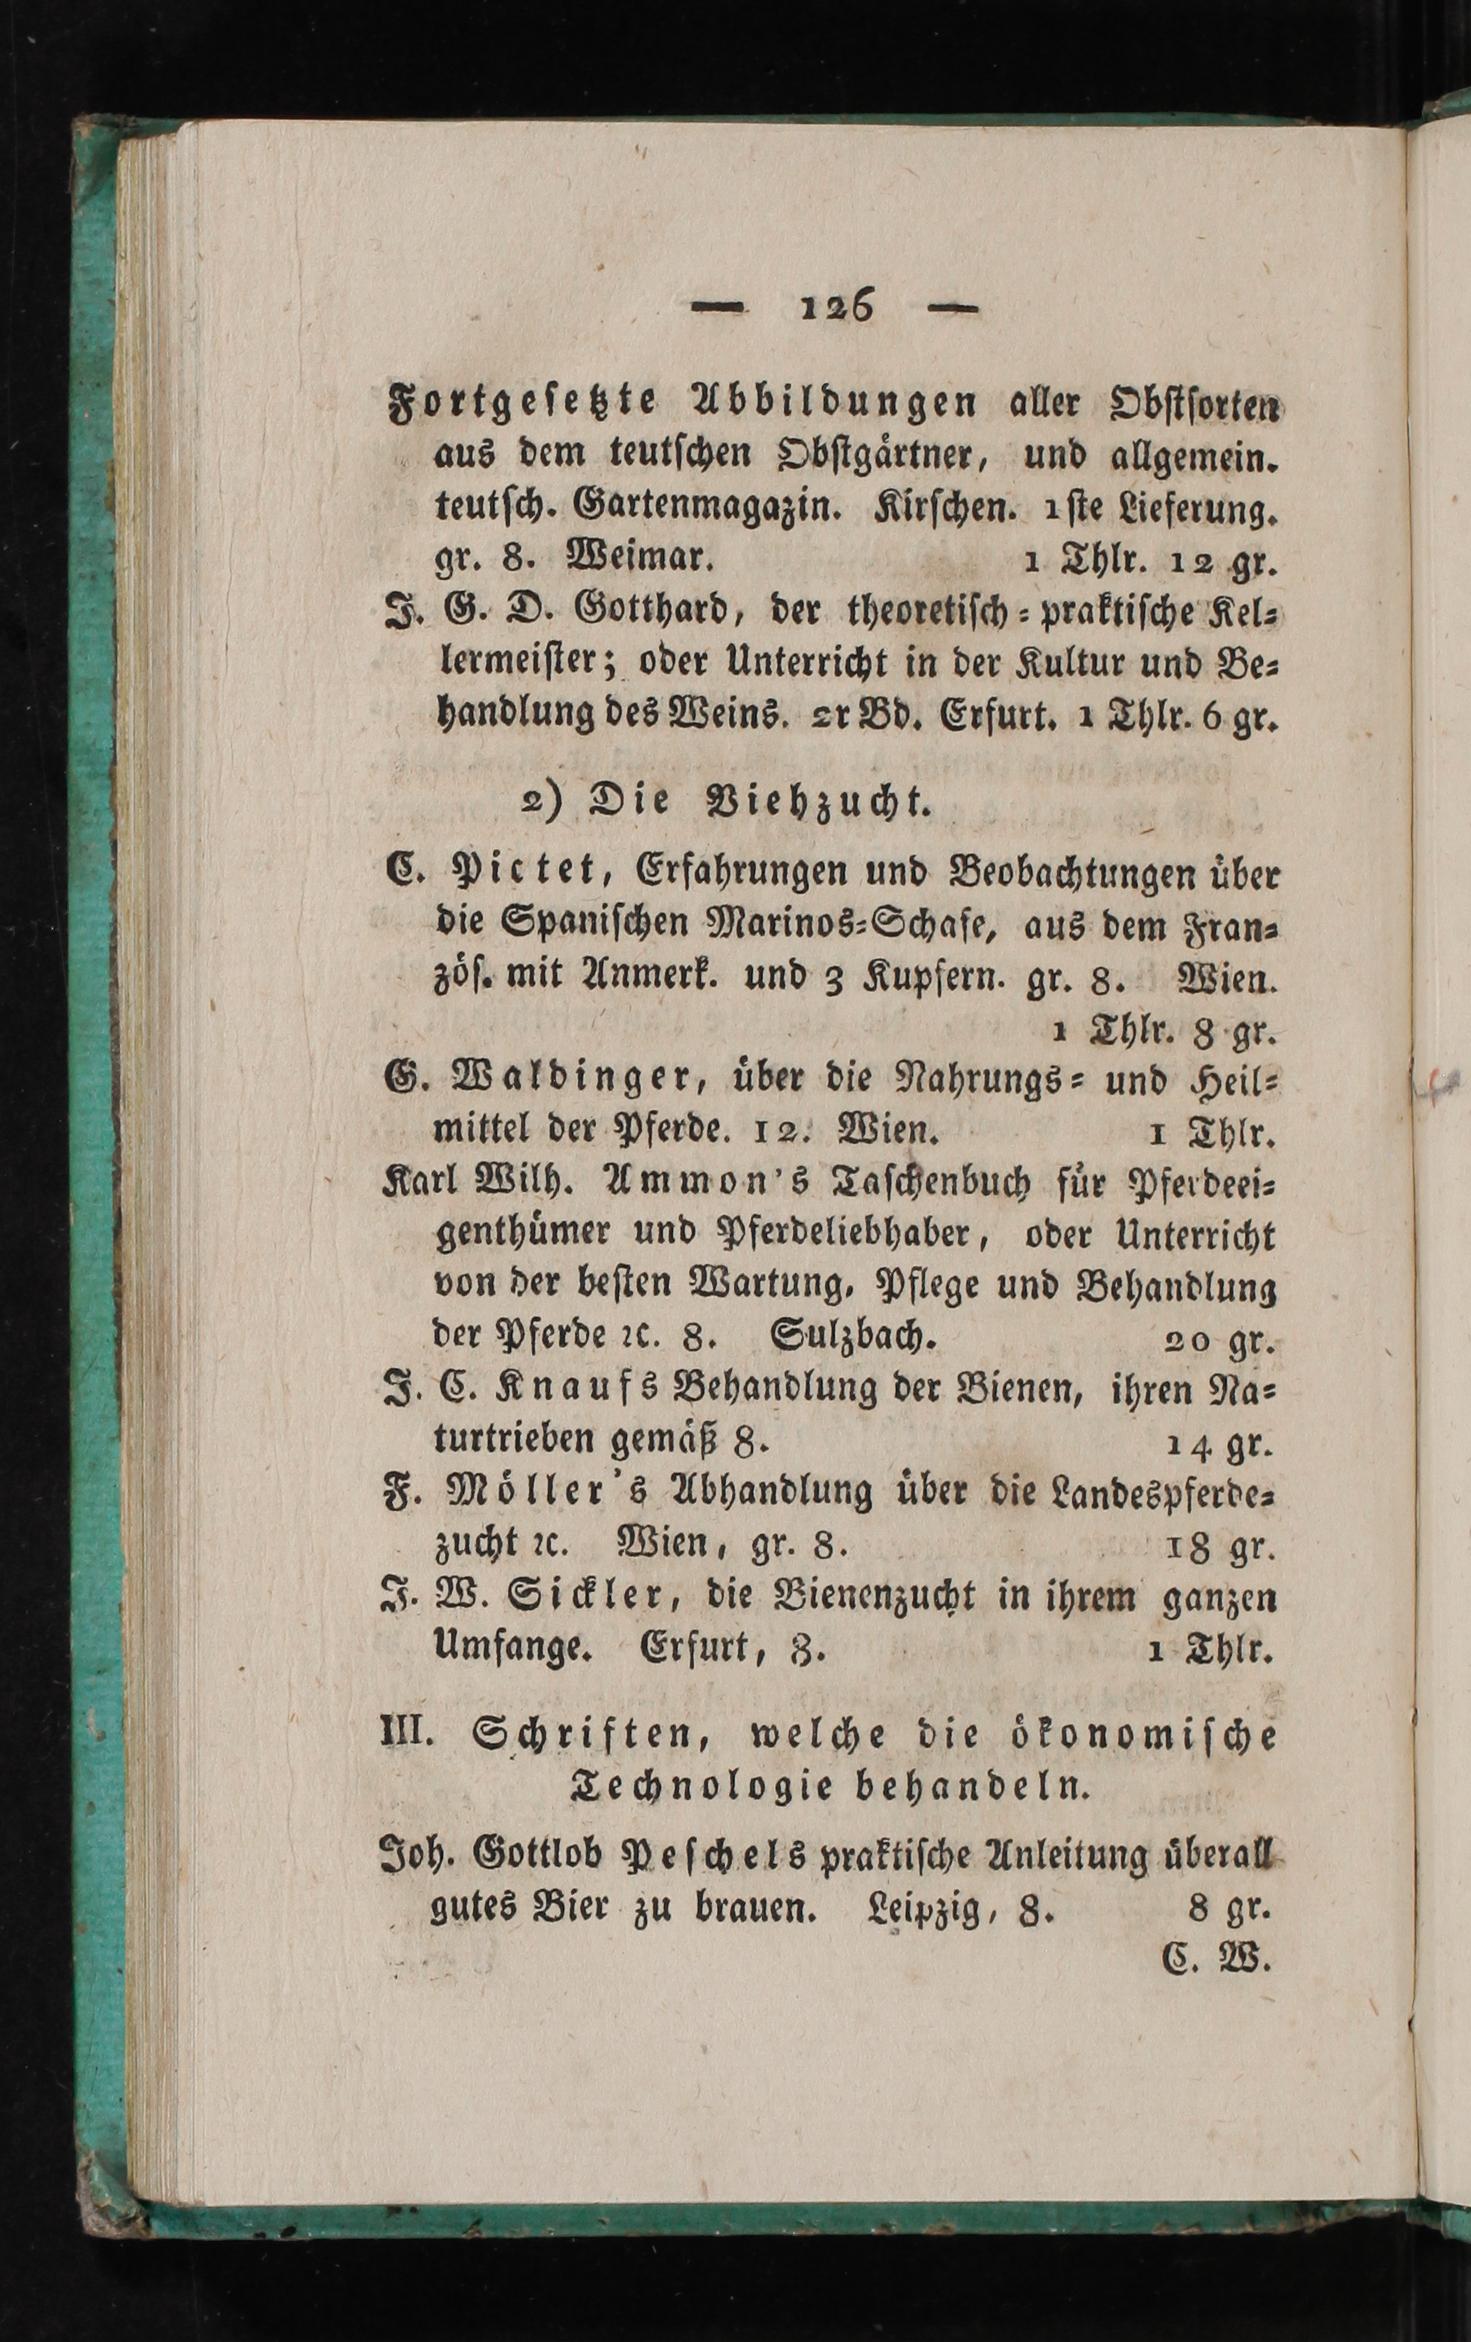 — 126 —
Fortgeſetzte Abbildungen aller Obſtſorten
aus dem teutſchen Obſtgärtner, und allgemein.
teutſch. Gartenmagazin. Kirſchen. 1ſte Lieferung.
gr. 8. Weimar. 1 Thlr. 12 gr.
J. G. D. Gotthard, der theoretiſch=praktiſche Kel=
lermeiſter; oder Unterricht in der Kultur und Be=
handlung des Weins. 2r Bd. Erfurt. 1 Thlr. 6 gr.
2) Die Viehzucht.
C. Pictet, Erfahrungen und Beobachtungen über
die Spaniſchen Marinos=Schafe, aus dem Fran=
zöſ. mit Anmerk. und 3 Kupfern. gr. 8. Wien.
1 Thlr. 8 gr.
G. Waldinger, über die Nahrungs= und Heil=
mittel der Pferde. 12. Wien. 1 Thlr.
Karl Wilh. Ammon's Taſchenbuch für Pferdeei=
genthümer und Pferdeliebhaber, oder Unterricht
von der beſten Wartung, Pflege und Behandlung
der Pferde ꝛc. 8. Sulzbach. 20 gr.
J. C. Knaufs Behandlung der Bienen, ihren Na=
turtrieben gemäß 8. 14 gr.
F. Möller's Abhandlung über die Landespferde=
zucht ꝛc. Wien, gr. 8. 18 gr.
J. W. Sickler, die Bienenzucht in ihrem ganzen
Umfange. Erfurt, 8. 1 Thlr.
III. Schriften, welche die ökonomiſche
Technologie behandeln.
Joh. Gottlob Peſchels praktiſche Anleitung überall
gutes Bier zu brauen. Leipzig, 8. 8 gr.
C. W.